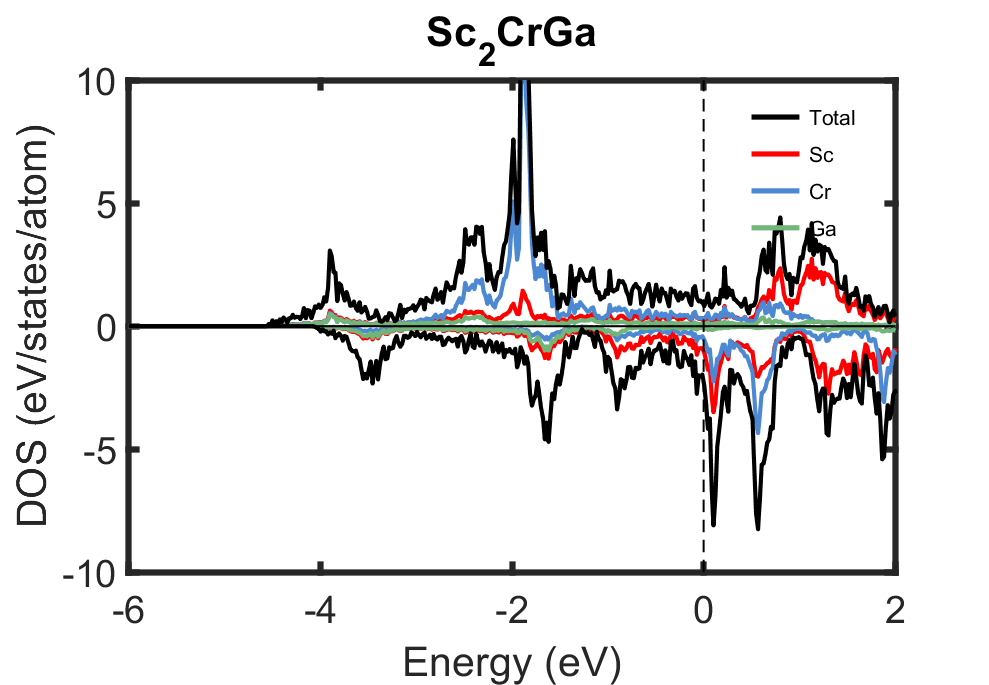 Sc2CrGa
10
5
0
-5
-10
DOS (eV/states/atom)
-6 -4 -2 0 2
Energy (eV)
Total
Sc
Cr
Ga